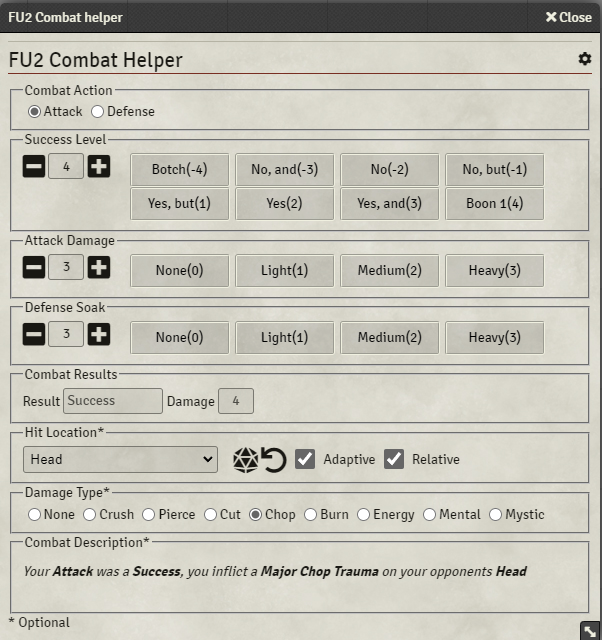 FU2 Combat helper
Close
FU2 Combat Helper
Combat Action
Attack Defense
Success Level
4 Botch(-4) No, and(-3) No(-2) No, but(-1)
Yes, but(1) Yes(2) Yes, and(3) Boon 1(4)
Attack Damage
3 None(0) Light(1) Medium(2) Heavy(3)
Defense Soak
3 None(0) Light(1) Medium(2) Heavy(3)
Combat Results
Result Success Damage 4
Hit Location*
Head Adaptive Relative
Damage Type*
None Crush Pierce Cut Chop Burn Energy Mental Mystic
Combat Description*
Your Attack was a Success, you inflict a Major Chop Trauma on your opponents Head
* Optional